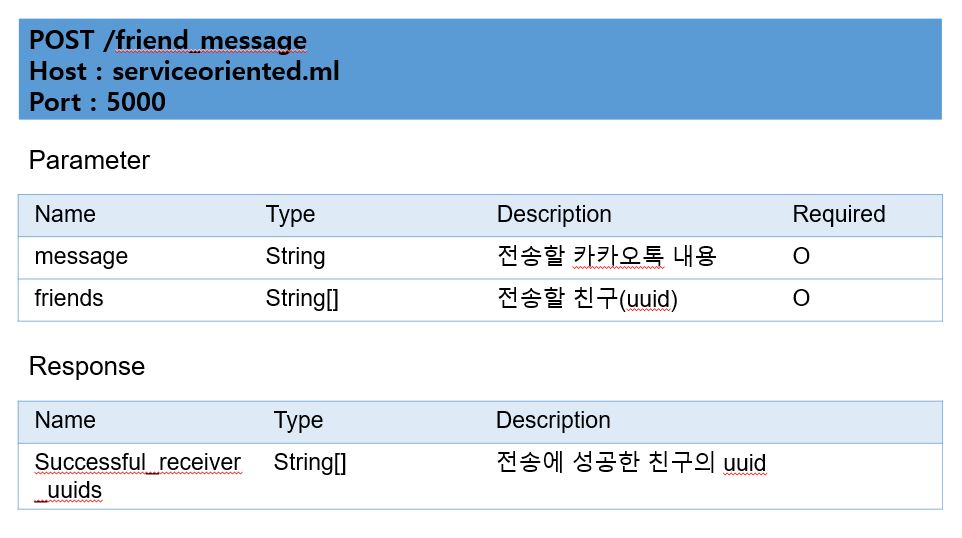 POST /friend_message
Host : serviceoriented.ml
Port : 5000
Parameter
Name Type Description Required
message String 전송할 카카오톡 내용 O
friends String[] 전송할 친구(uuid) O
Response
Name Type Description
Successful_receiver String[] 전송에 성공한 친구의 uuid
_uuids